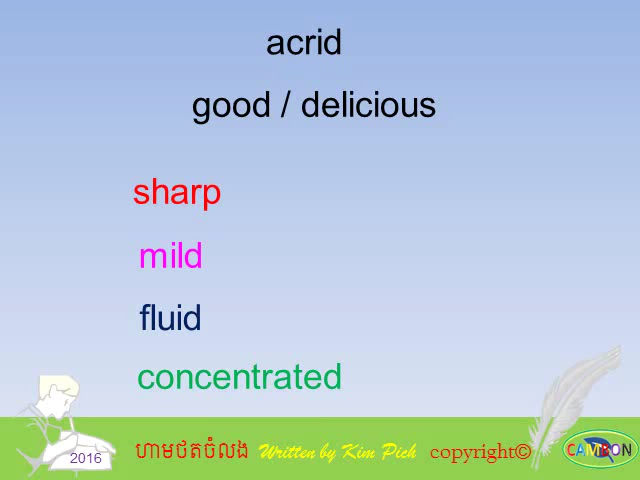 acrid
good / delicious
sharp
mild
fluid
concentrated
2016 ហាមថតចំលង Written by Kim Pich copyright© CAMBON